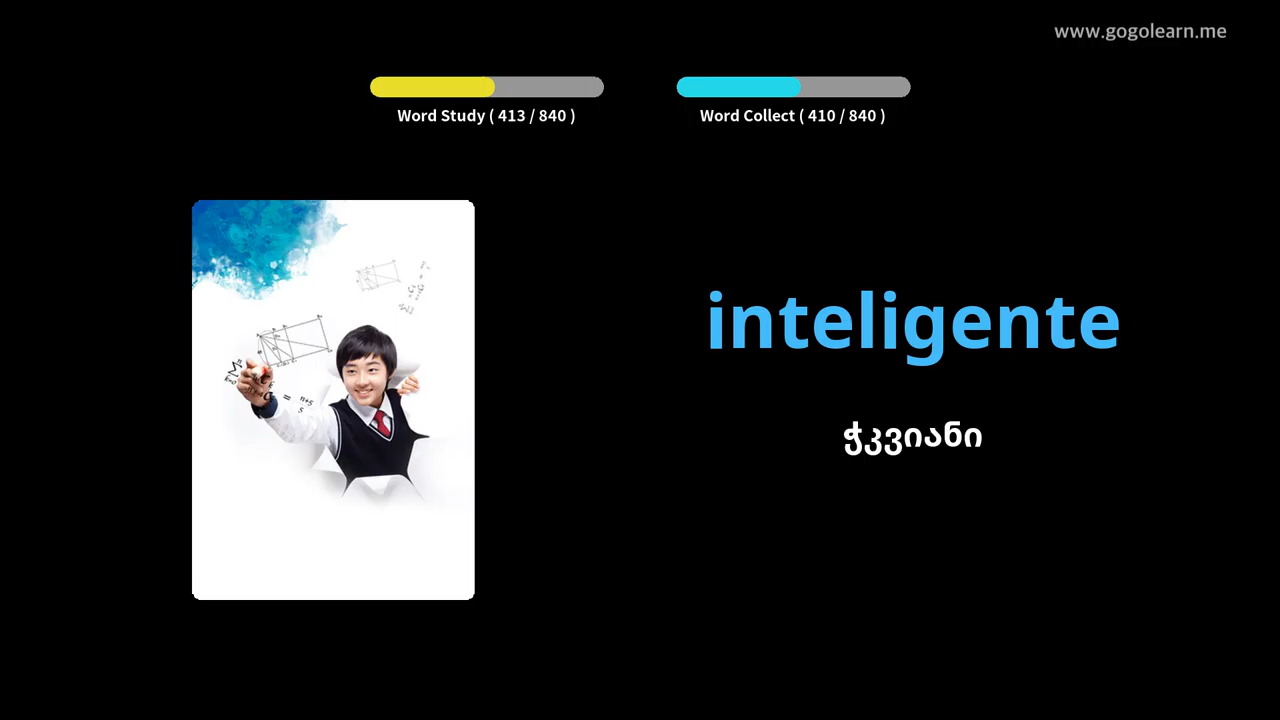 www.gogolearn.me
Word Study ( 413 / 840 )
Word Collect ( 410 / 840 )
inteligente
ჭკვიანი